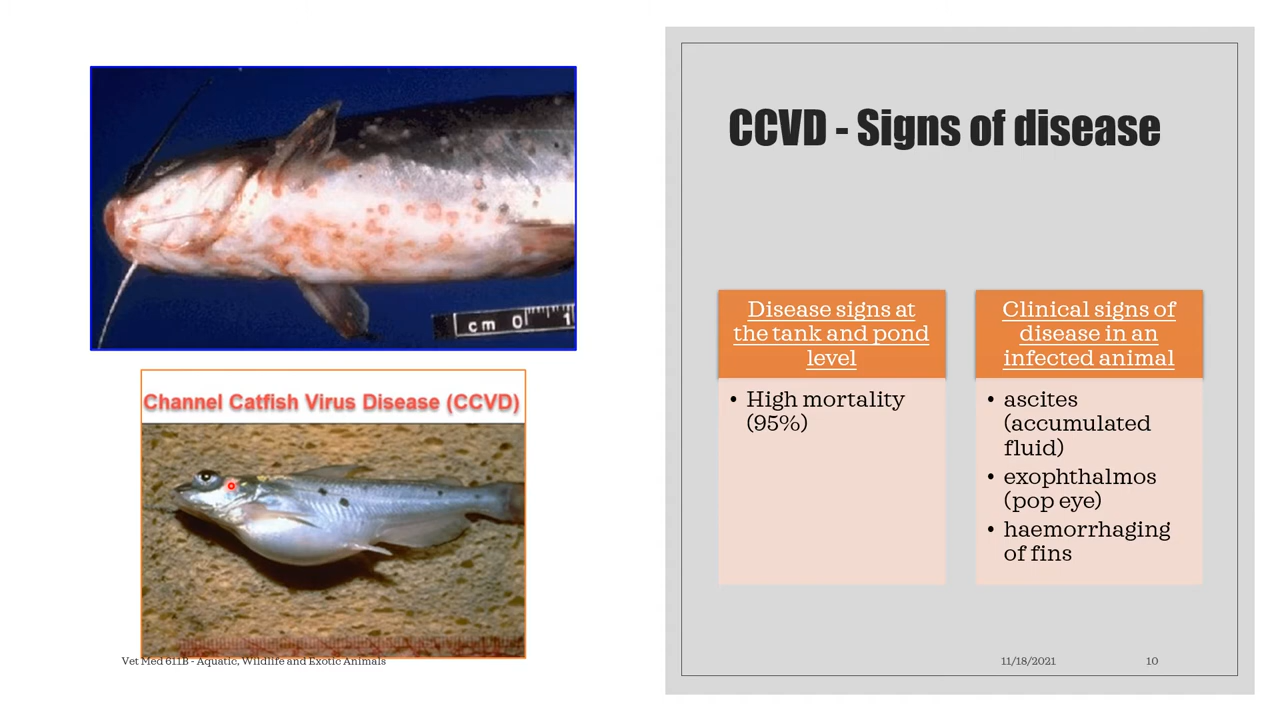 cm 0 1
Channel Catfish Virus Disease (CCVD)
Vet Med 611B - Aquatic, Wildlife and Exotic Animals
CCVD - Signs of disease
Disease signs at
the tank and pond
level
• High mortality
(95%)
Clinical signs of
disease in an
infected animal
• ascites
(accumulated
fluid)
• exophthalmos
(pop eye)
• haemorrhaging
of fins
11/18/2021
10